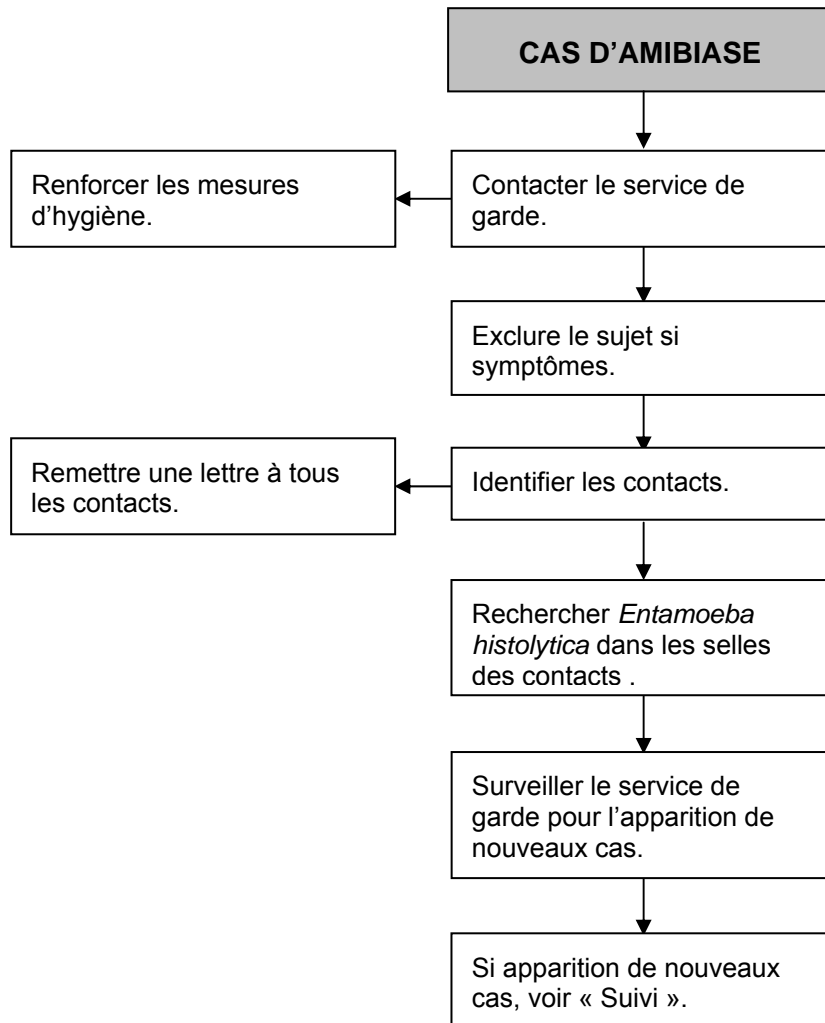 CAS D’AMIBIASE
Renforcer les mesures
d’hygiène.
Contacter le service de
garde.
Exclure le sujet si
symptômes.
Remettre une lettre à tous
les contacts.
Identifier les contacts.
Rechercher Entamoeba
histolytica dans les selles
des contacts .
Surveiller le service de
garde pour l’apparition de
nouveaux cas.
Si apparition de nouveaux
cas, voir « Suivi ».